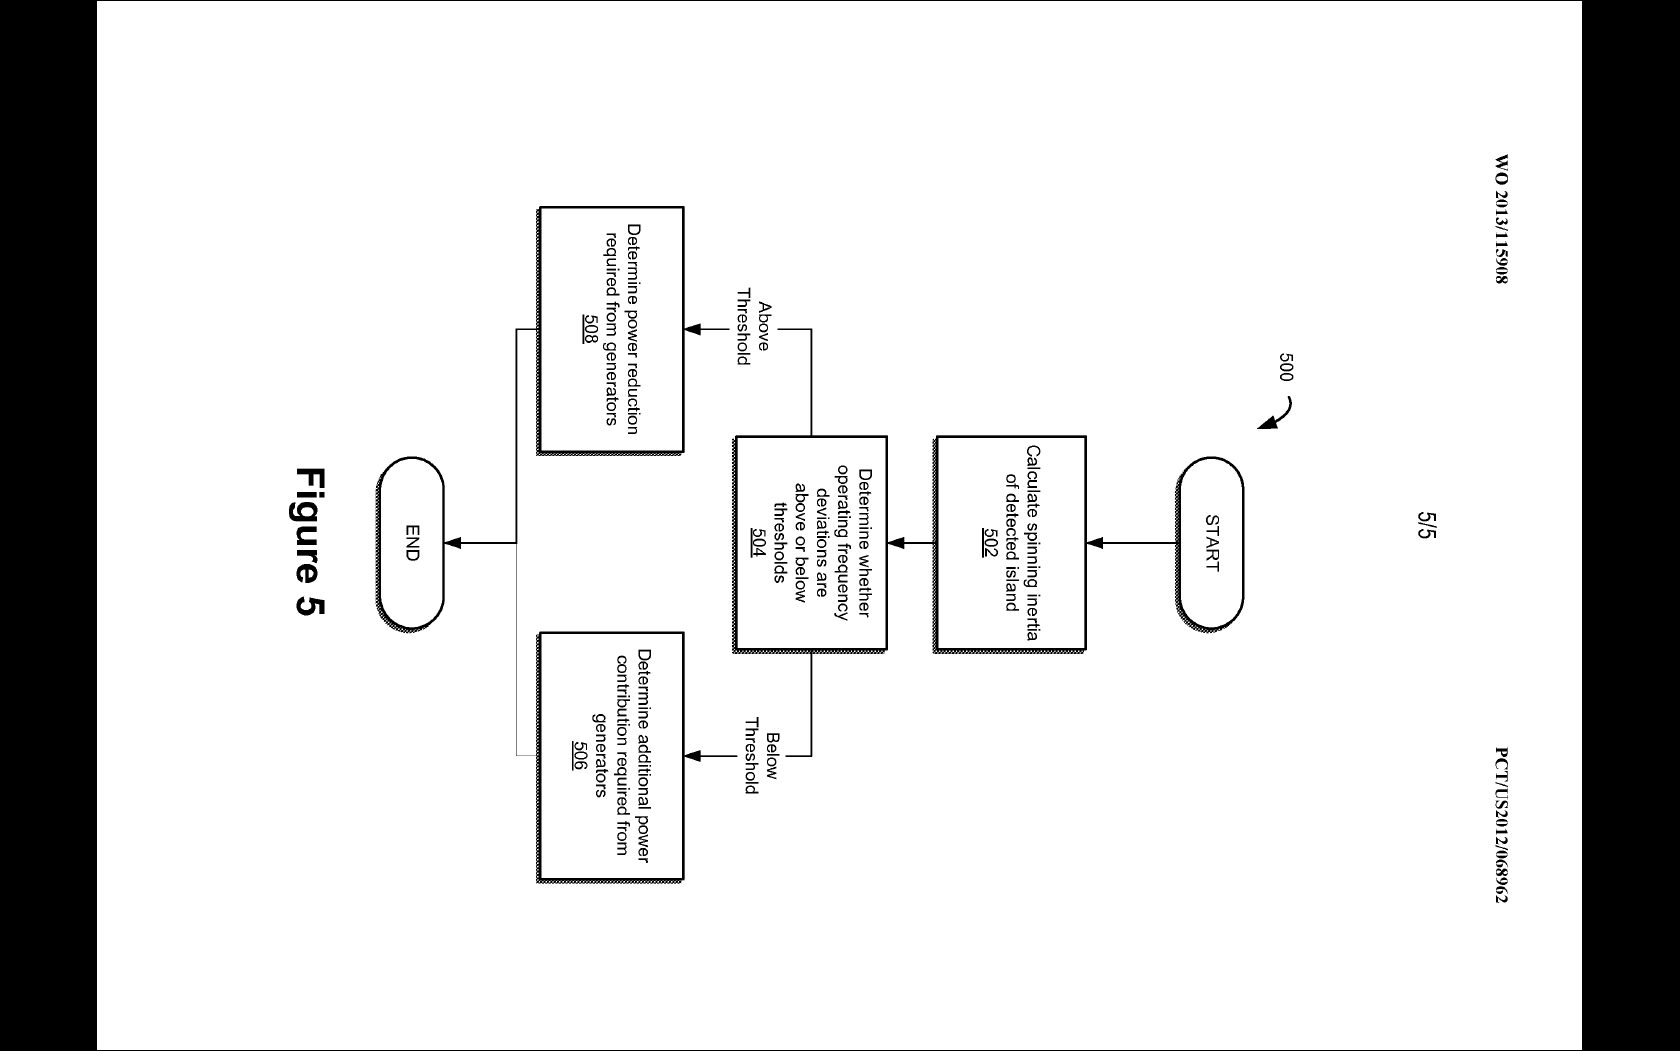 WO 2013/115908
PCT/US2012/068962
5/5
500
START
Calculate spinning inertia
of detected island
502
Determine whether
operating frequency
deviations are
above or below
thresholds
504
Above
Threshold
Below
Threshold
Determine power reduction
required from generators
508
Determine additional power
contribution required from
generators
506
END
Figure 5